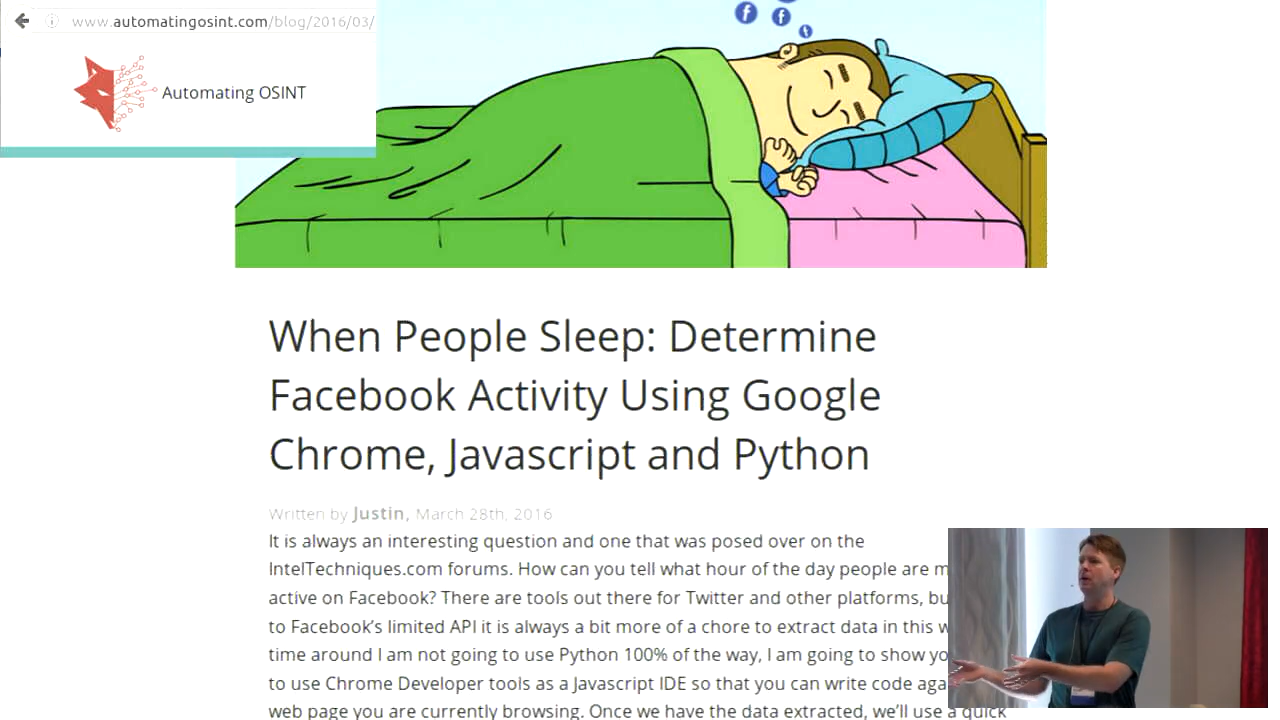 www.automatingosint.com/blog/2016/03/
Automating OSINT
f f
t
When People Sleep: Determine
Facebook Activity Using Google
Chrome, Javascript and Python
Written by Justin, March 28th, 2016
It is always an interesting question and one that was posed over on the
IntelTechniques.com forums. How can you tell what hour of the day people are
active on Facebook? There are tools out there for Twitter and other platforms,
to Facebook's limited API it is always a bit more of a chore to extract data in this
time around I am not going to use Python 100% of the way, I am going to show
to use Chrome Developer tools as a Javascript IDE so that you can write code
web page you are currently browsing. Once we have the data extracted, we'll use a quick